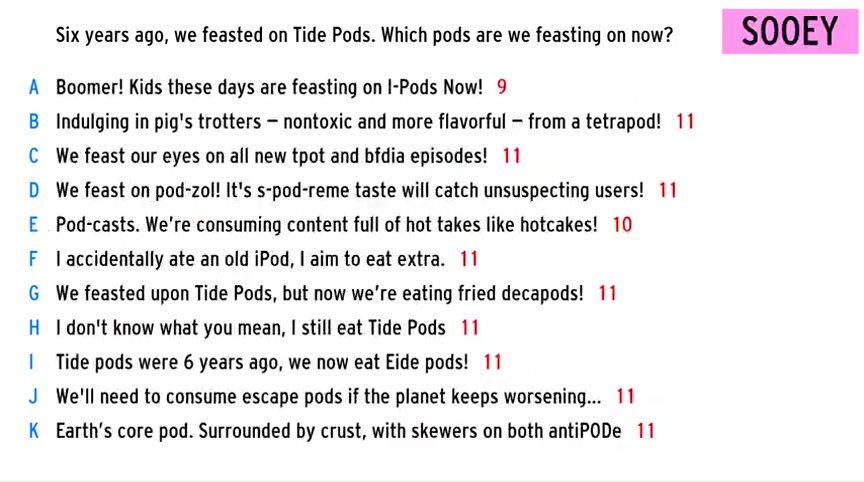 Six years ago, we feasted on Tide Pods. Which pods are we feasting on now?
SOOEY
A Boomer! Kids these days are feasting on I-Pods Now! 9
B Indulging in pig's trotters – nontoxic and more flavorful – from a tetrapod! 11
C We feast our eyes on all new tpot and bfdia episodes! 11
D We feast on pod-zol! It's s-pod-reme taste will catch unsuspecting users! 11
E Pod-casts. We’re consuming content full of hot takes like hotcakes! 10
F I accidentally ate an old iPod, I aim to eat extra. 11
G We feasted upon Tide Pods, but now we’re eating fried decapods! 11
H I don't know what you mean, I still eat Tide Pods 11
I Tide pods were 6 years ago, we now eat Eide pods! 11
J We'll need to consume escape pods if the planet keeps worsening... 11
K Earth’s core pod. Surrounded by crust, with skewers on both antiPODe 11